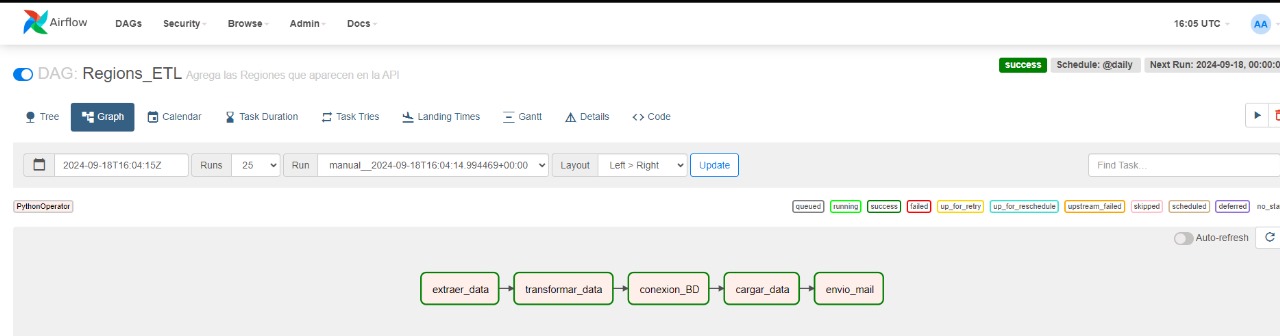 Airflow DAGs Security Browse Admin Docs 16:05 UTC AA
DAG: Regions_ETL Agrega las Regiones que aparecen en la API success Schedule: @daily Next Run: 2024-09-18, 00:00:0
Tree Graph Calendar Task Duration Task Tries Landing Times Gantt Details <> Code
2024-09-18T16:04:15Z Runs 25 Run manual__2024-09-18T16:04:14.994469+00:00 Layout Left > Right Update Find Task...
PythonOperator queued running success failed up_for_retry up_for_reschedule upstream_failed skipped scheduled deferred no_sta
Auto-refresh
extraer_data transformar_data conexion_BD cargar_data envio_mail